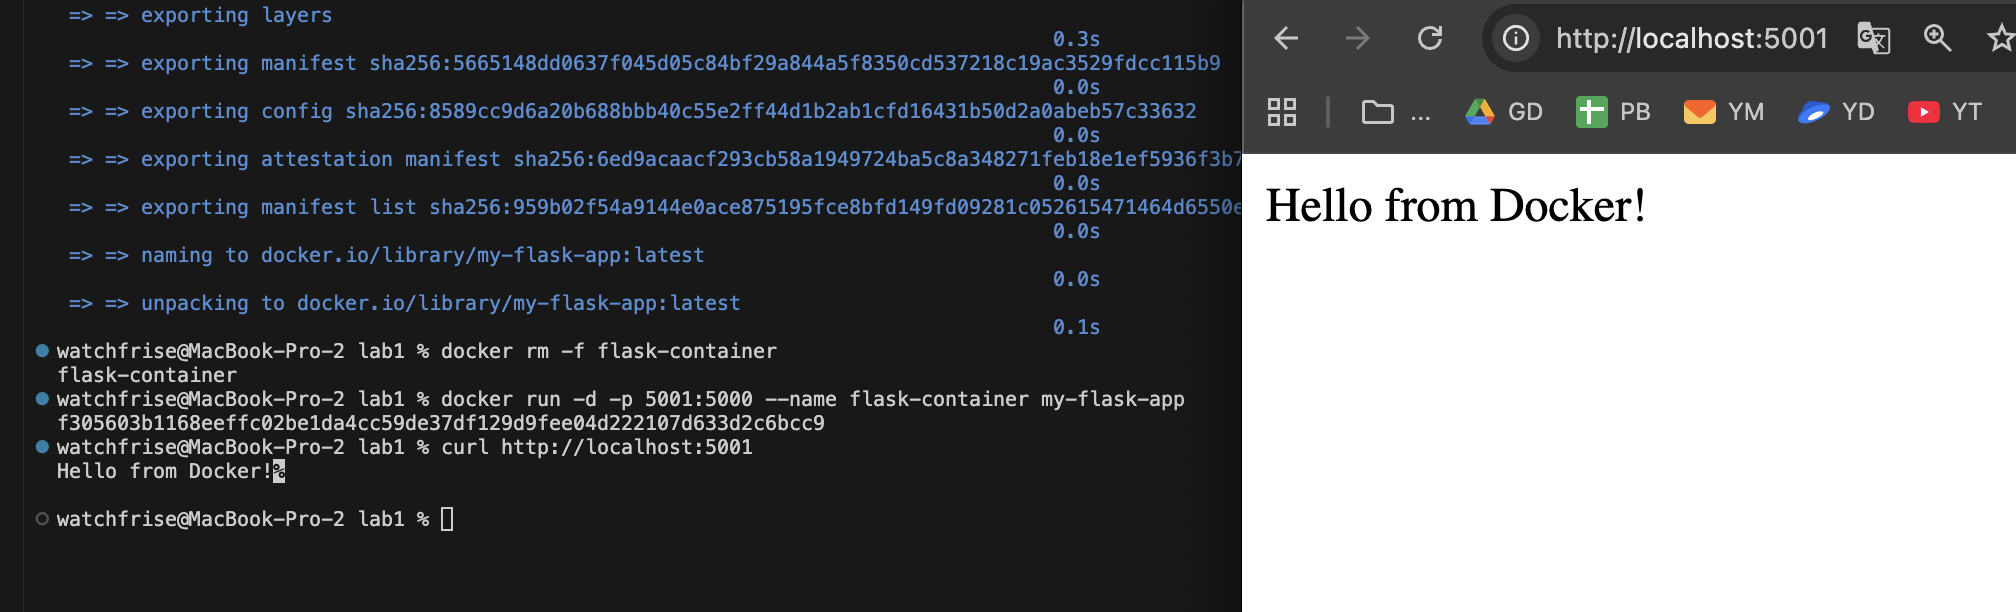 => => exporting layers
0.3s
=> => exporting manifest sha256:5665148dd0637f045d05c84bf29a844a5f8350cd537218c19ac3529fdcc115b9
0.0s
=> => exporting config sha256:8589cc9d6a20b688bbb40c55e2ff44d1b2ab1cfd16431b50d2a0abeb57c33632
0.0s
=> => exporting attestation manifest sha256:6ed9acaacf293cb58a1949724ba5c8a348271feb18e1ef5936f3b7
0.0s
=> => exporting manifest list sha256:959b02f54a9144e0ace875195fce8bfd149fd09281c052615471464d6550e
0.0s
=> => naming to docker.io/library/my-flask-app:latest
0.0s
=> => unpacking to docker.io/library/my-flask-app:latest
0.1s
watchfrise@MacBook-Pro-2 lab1 % docker rm -f flask-container
flask-container
watchfrise@MacBook-Pro-2 lab1 % docker run -d -p 5001:5000 --name flask-container my-flask-app
f305603b1168eeffc02be1da4cc59de37df129d9fee04d222107d633d2c6bcc9
watchfrise@MacBook-Pro-2 lab1 % curl http://localhost:5001
Hello from Docker!%
watchfrise@MacBook-Pro-2 lab1 %
http://localhost:5001
... GD PB YM YD YT
Hello from Docker!